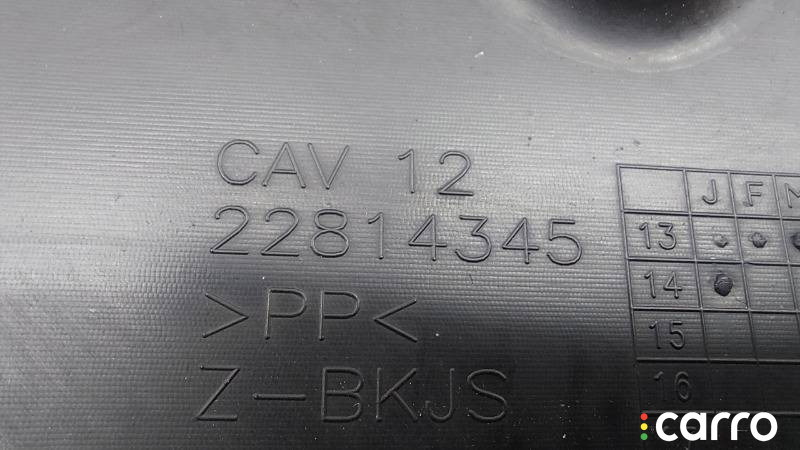 CAV 12
22814345
>PP<
Z-BKJS
J F
13
14
15
16
carro